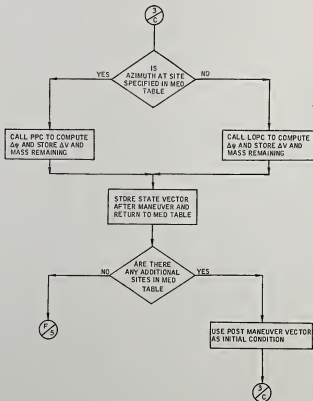 3
C
IS
AZIMUTH AT SITE
SPECIFIED IN MED
TABLE
YES
NO
CALL PPC TO COMPUTE
Δψ AND STORE ΔV AND
MASS REMAINING
CALL LOPC TO COMPUTE
Δψ AND STORE ΔV AND
MASS REMAINING
STORE STATE VECTOR
AFTER MANEUVER AND
RETURN TO MED TABLE
ARE THERE
ANY ADDITIONAL
SITES IN MED
TABLE
NO
YES
F
5
USE POST MANEUVER VECTOR
AS INITIAL CONDITION
3
C